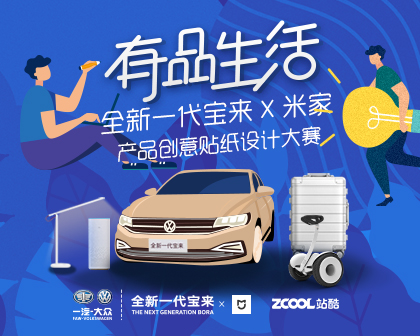 有品生活
全新一代宝来 X 米家
产品创意贴纸设计大赛
全新一代宝来
一汽-大众
FAW-VOLKSWAGEN
全新一代宝来
THE NEXT GENERATION BORA
×
ZCOOL站酷